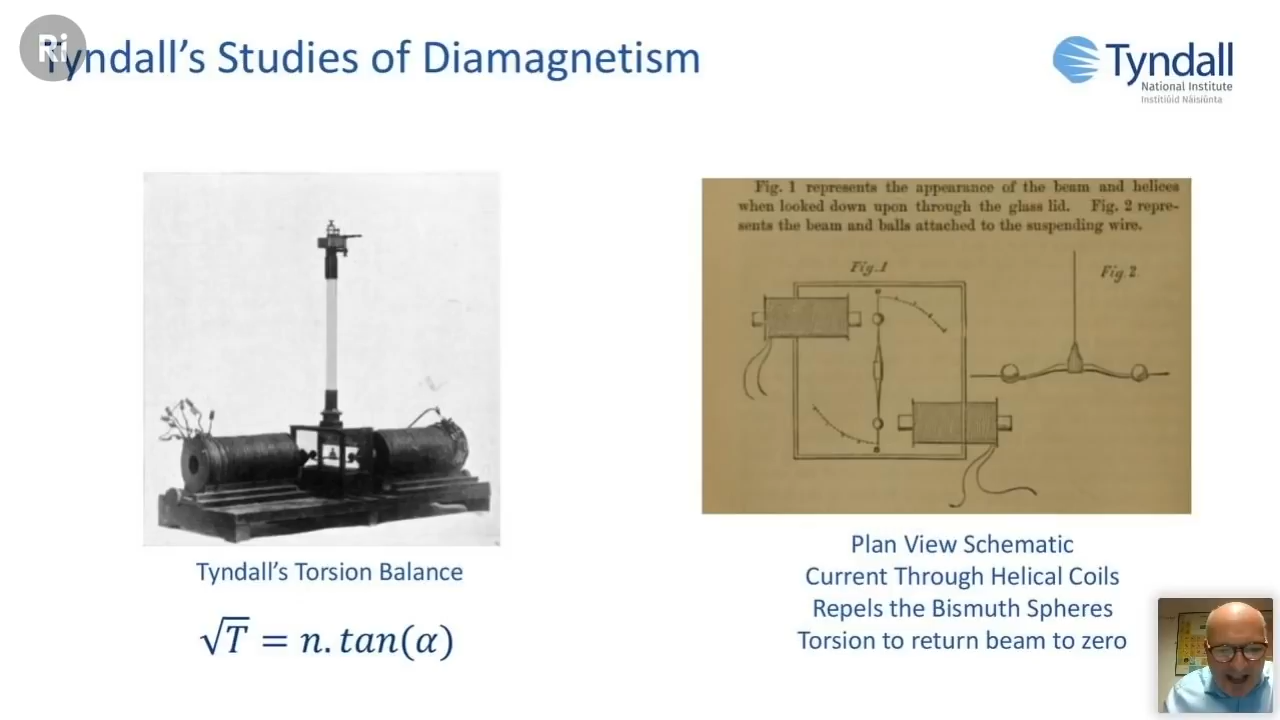 Ri
Tyndall's Studies of Diamagnetism
Tyndall
National Institute
Institiúid Náisiúnta
Fig. 1 represents the appearance of the beam and helices
when looked down upon through the glass lid. Fig. 2 repre-
sents the beam and balls attached to the suspending wire.
Fig. 1
Fig. 2
Tyndall's Torsion Balance
√T = n. tan(α)
Plan View Schematic
Current Through Helical Coils
Repels the Bismuth Spheres
Torsion to return beam to zero